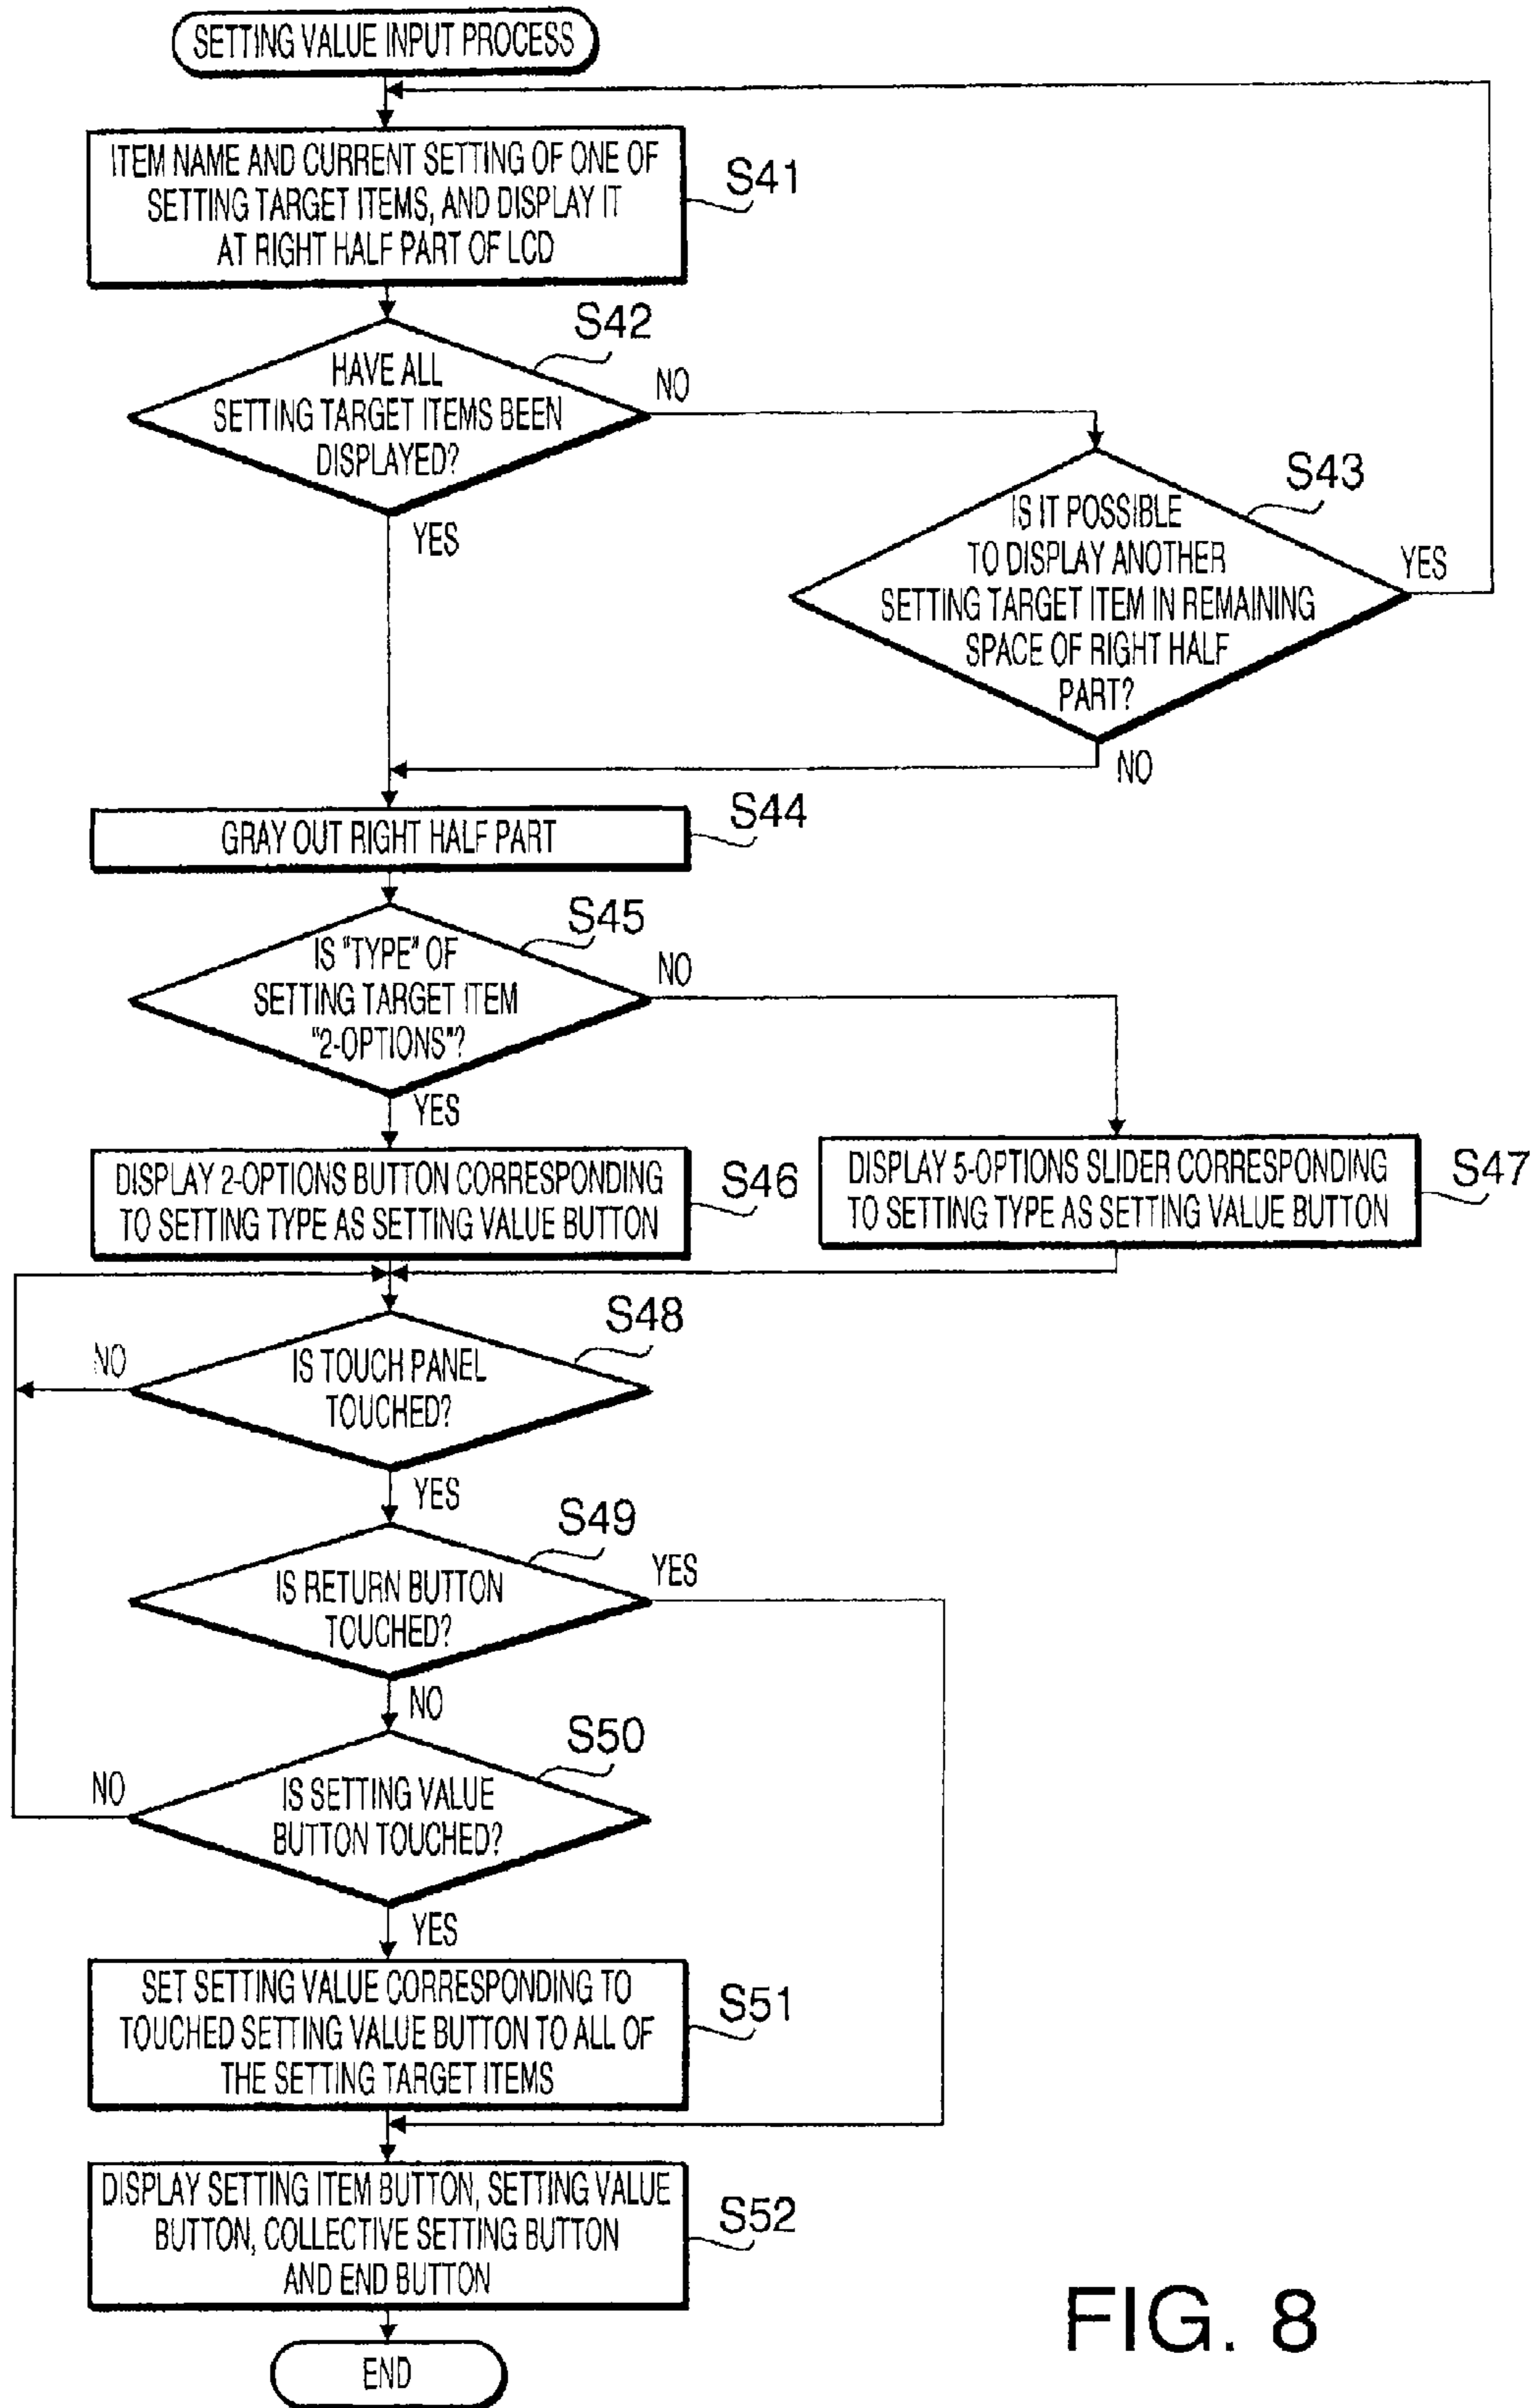 SETTING VALUE INPUT PROCESS
ITEM NAME AND CURRENT SETTING OF ONE OF
SETTING TARGET ITEMS, AND DISPLAY IT
AT RIGHT HALF PART OF LCD
S41
S42
HAVE ALL
SETTING TARGET ITEMS BEEN
DISPLAYED?
NO
YES
S43
IS IT POSSIBLE
TO DISPLAY ANOTHER
SETTING TARGET ITEM IN REMAINING
SPACE OF RIGHT HALF
PART?
YES
NO
GRAY OUT RIGHT HALF PART
S44
S45
IS "TYPE" OF
SETTING TARGET ITEM
"2-OPTIONS"?
NO
YES
DISPLAY 2-OPTIONS BUTTON CORRESPONDING
TO SETTING TYPE AS SETTING VALUE BUTTON
S46
DISPLAY 5-OPTIONS SLIDER CORRESPONDING
TO SETTING TYPE AS SETTING VALUE BUTTON
S47
S48
NO
IS TOUCH PANEL
TOUCHED?
YES
S49
IS RETURN BUTTON
TOUCHED?
YES
NO
S50
NO
IS SETTING VALUE
BUTTON TOUCHED?
YES
SET SETTING VALUE CORRESPONDING TO
TOUCHED SETTING VALUE BUTTON TO ALL OF
THE SETTING TARGET ITEMS
S51
DISPLAY SETTING ITEM BUTTON, SETTING VALUE
BUTTON, COLLECTIVE SETTING BUTTON
AND END BUTTON
S52
END
FIG. 8